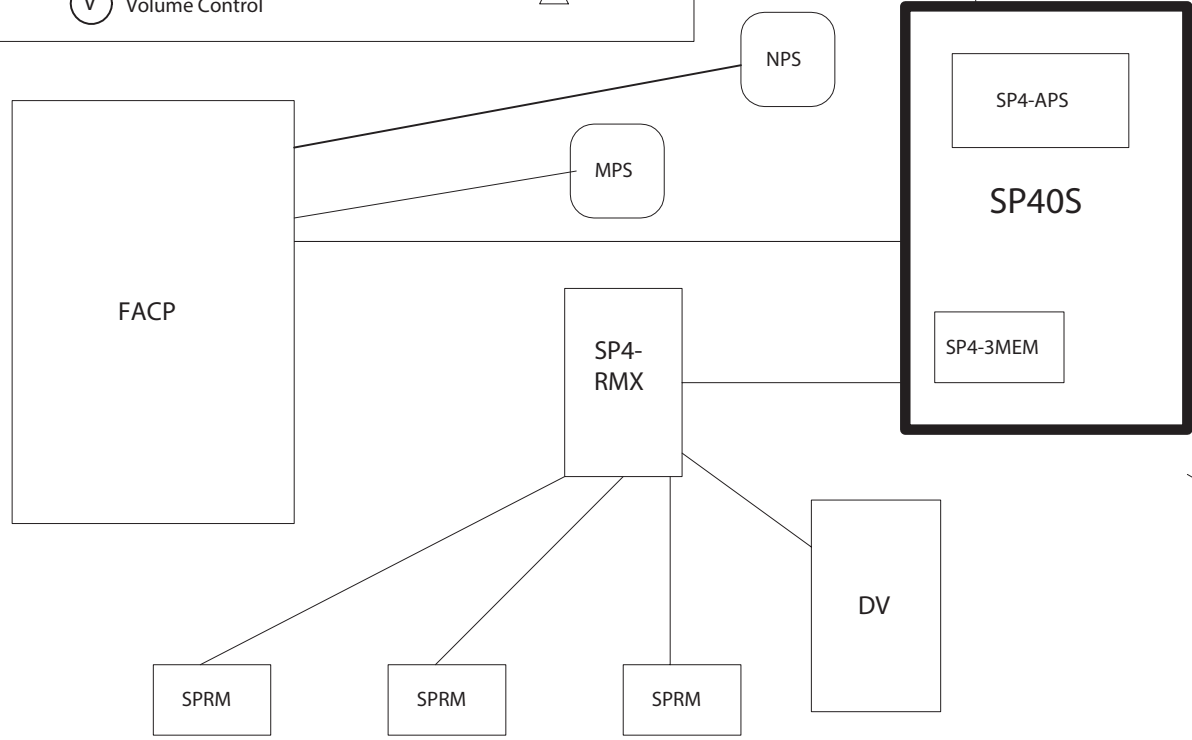 V Volume Control
NPS
SP4-APS
MPS
SP40S
FACP
SP4-
RMX
SP4-3MEM
DV
SPRM
SPRM
SPRM